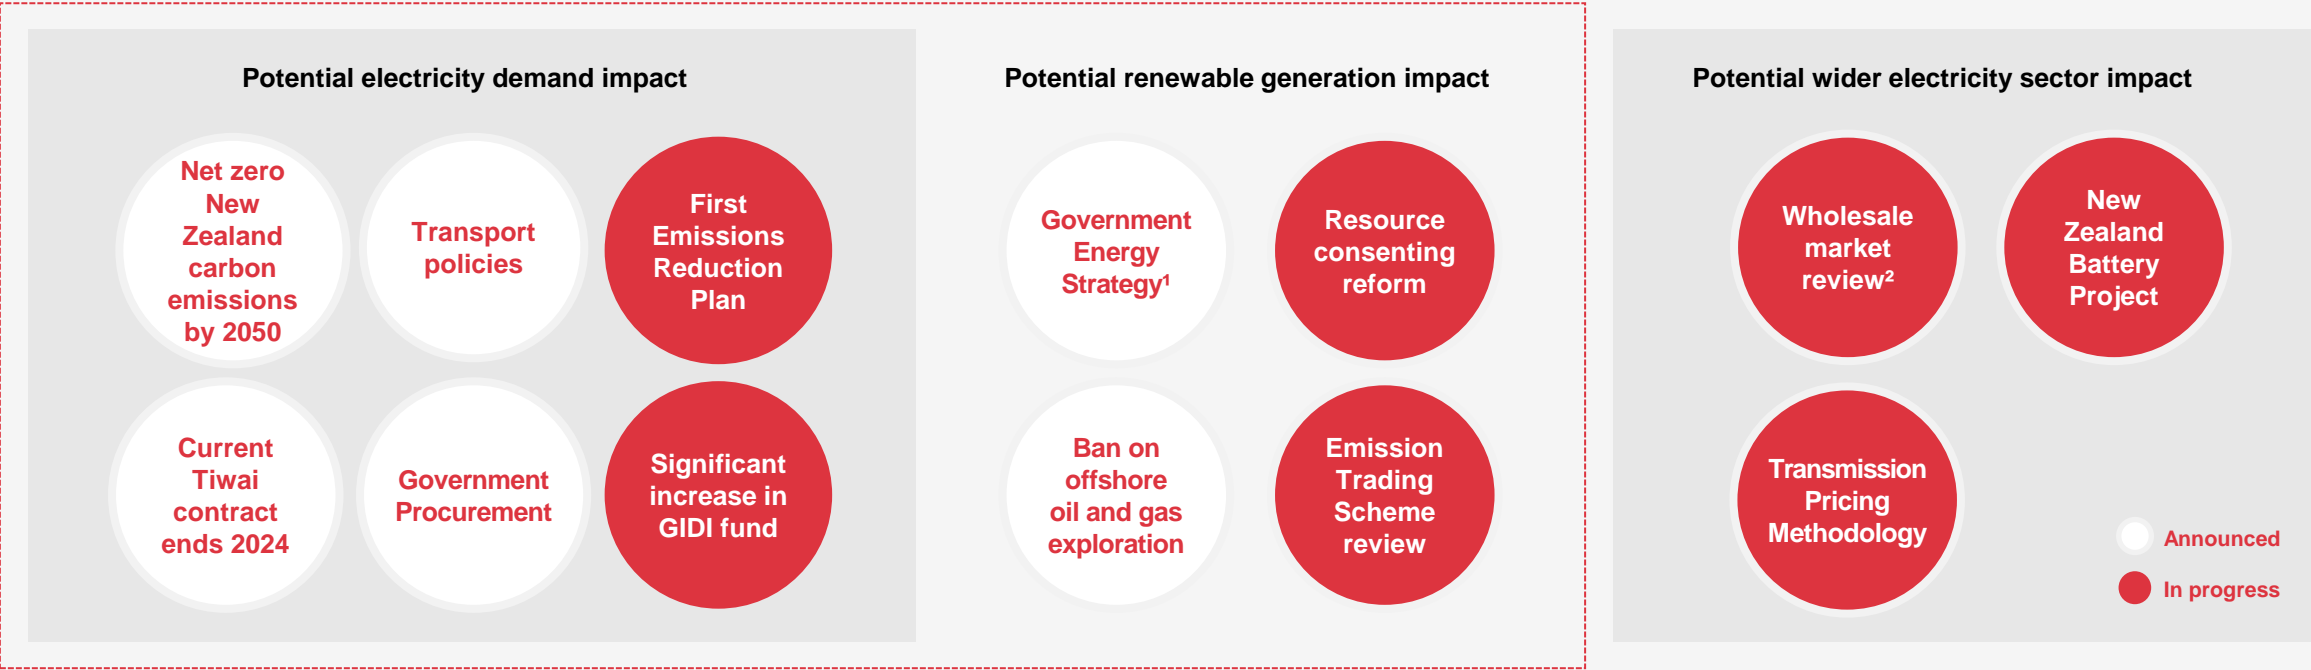 Potential electricity demand impact
Net zero
New
Zealand
carbon
emissions
by 2050
Transport
policies
First
Emissions
Reduction
Plan
Current
Tiwai
contract
ends 2024
Government
Procurement
Significant
increase in
GIDI fund
Potential renewable generation impact
Government
Energy
Strategy¹
Resource
consenting
reform
Ban on
offshore
oil and gas
exploration
Emission
Trading
Scheme
review
Potential wider electricity sector impact
Wholesale
market
review²
New
Zealand
Battery
Project
Transmission
Pricing
Methodology
Announced
In progress